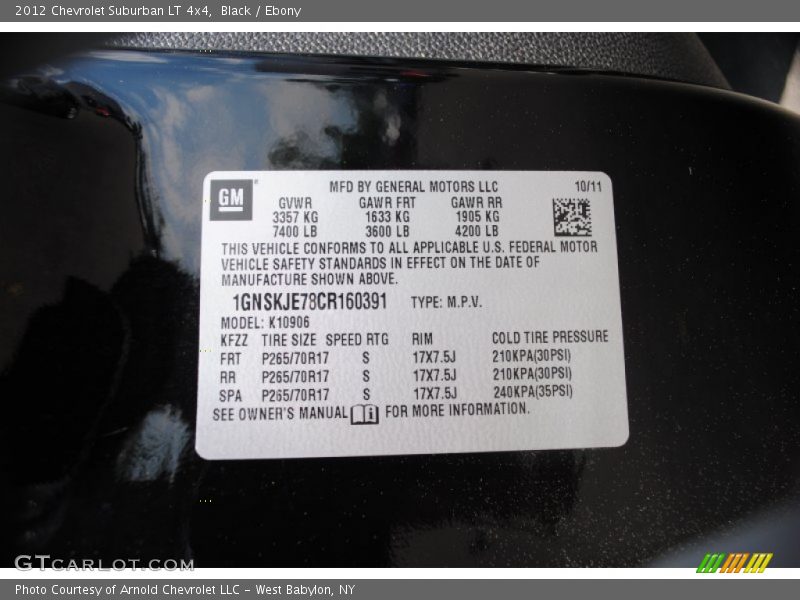 2012 Chevrolet Suburban LT 4x4, Black / Ebony
GM
MFD BY GENERAL MOTORS LLC 10/11
GVWR GAWR FRT GAWR RR
3357 KG 1633 KG 1905 KG
7400 LB 3600 LB 4200 LB
THIS VEHICLE CONFORMS TO ALL APPLICABLE U.S. FEDERAL MOTOR
VEHICLE SAFETY STANDARDS IN EFFECT ON THE DATE OF
MANUFACTURE SHOWN ABOVE.
1GNSKJE78CR160391 TYPE: M.P.V.
MODEL: K10906
KFZZ TIRE SIZE SPEED RTG RIM COLD TIRE PRESSURE
FRT P265/70R17 S 17X7.5J 210KPA(30PSI)
RR P265/70R17 S 17X7.5J 210KPA(30PSI)
SPA P265/70R17 S 17X7.5J 240KPA(35PSI)
SEE OWNER'S MANUAL i FOR MORE INFORMATION.
GTCARLOT.COM
Photo Courtesy of Arnold Chevrolet LLC - West Babylon, NY